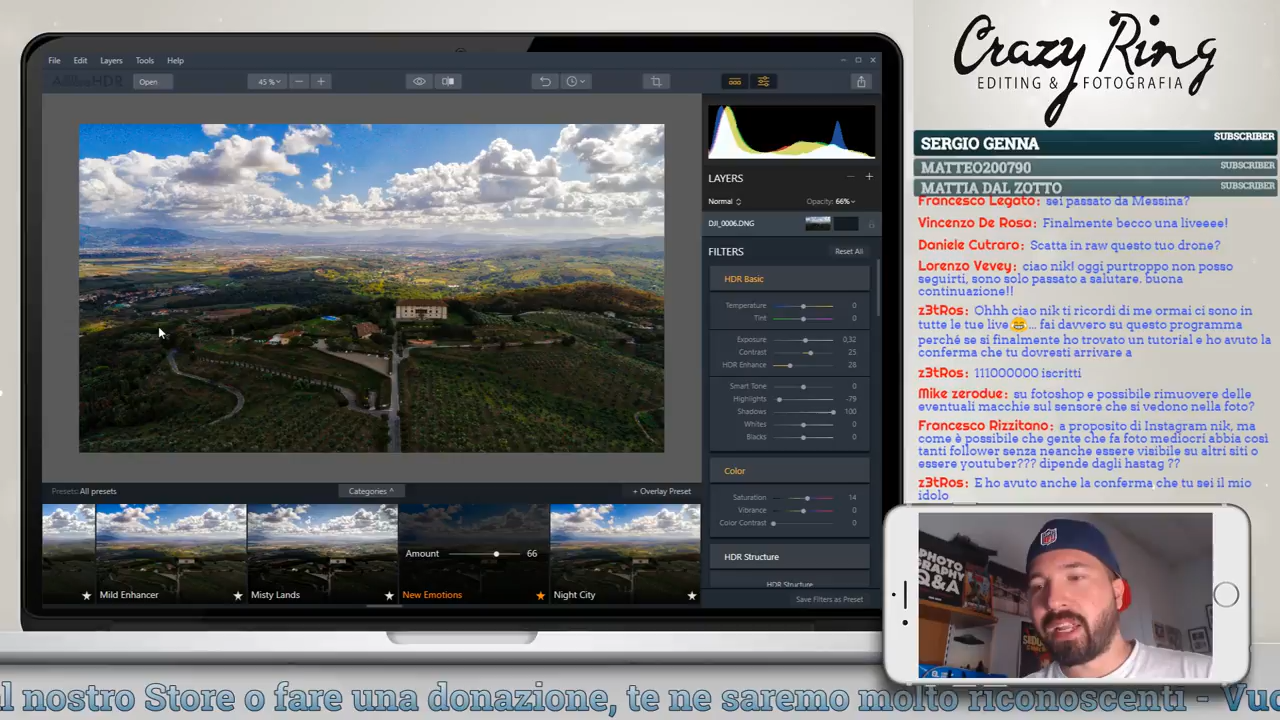 File Edit Layers Tools Help
Open
45 %
Crazy Ring
EDITING & FOTOGRAFIA
SERGIO GENNA SUBSCRIBER
MATTEO200790 SUBSCRIBER
MATTIA DAL ZOTTO SUBSCRIBER
Francesco Legato: sei passato da Messina?
Vincenzo De Rosa: Finalmente becco una liveeee!
Daniele Cutraro: Scatta in raw questo tuo drone?
Lorenzo Vevey: ciao nik! oggi purtroppo non posso
seguirti, sono solo passato a salutare. buona
continuazione!!
z3tRos: Ohhh ciao nik ti ricordi di me ormai ci sono in
tutte le tue live😅... fai davvero su questo programma
perché se si finalmente ho trovato un tutorial e ho avuto la
conferma che tu dovresti arrivare a
z3tRos: 111000000 iscritti
Mike zerodue: su fotoshop e possibile rimuovere delle
eventuali macchie sul sensore che si vedono nella foto?
Francesco Rizzitano: a proposito di Instagram nik, ma
come è possibile che gente che fa foto mediocri abbia così
tanti follower senza neanche essere visibile su altri siti o
essere youtuber??? dipende dagli hastag ??
z3tRos: E ho avuto anche la conferma che tu sei il mio
idolo
LAYERS
Normal Opacity: 66%
DJI_0006.DNG
FILTERS Reset All
HDR Basic
Temperature 0
Tint 0
Exposure 0,32
Contrast 25
HDR Enhance 28
Smart Tone 0
Highlights -79
Shadows 100
Whites 0
Blacks 0
Color
Saturation 14
Vibrance 0
Color Contrast 0
HDR Structure
HDR Structure
Save Filters as Preset
Presets: All presets
Categories ^
+ Overlay Preset
Mild Enhancer
Misty Lands
Amount 66
New Emotions
Night City
PHOTO
GRAPHY
Q&A
NFL
l nostro Store o fare una donazione, te ne saremo molto riconoscenti - Vuo